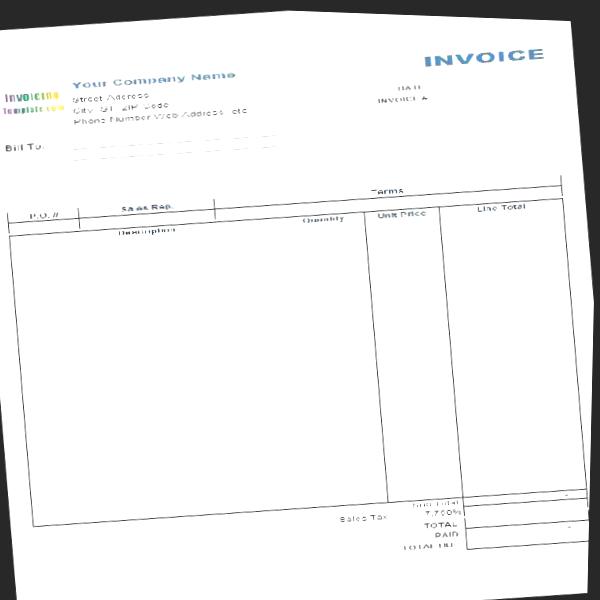 INVOICE
Your Company Name
INVOICING
Template.com
Street Address
DATE
City, ST ZIP Code
INVOICE #
Phone Number, Web Address, etc
Bill To:
P.O. #
Sales Rep.
Terms
Description
Quantity
Unit Price
Line Total
Sub Total
-
Sales Tax
7.750%
TOTAL
-
PAID
TOTAL DUE